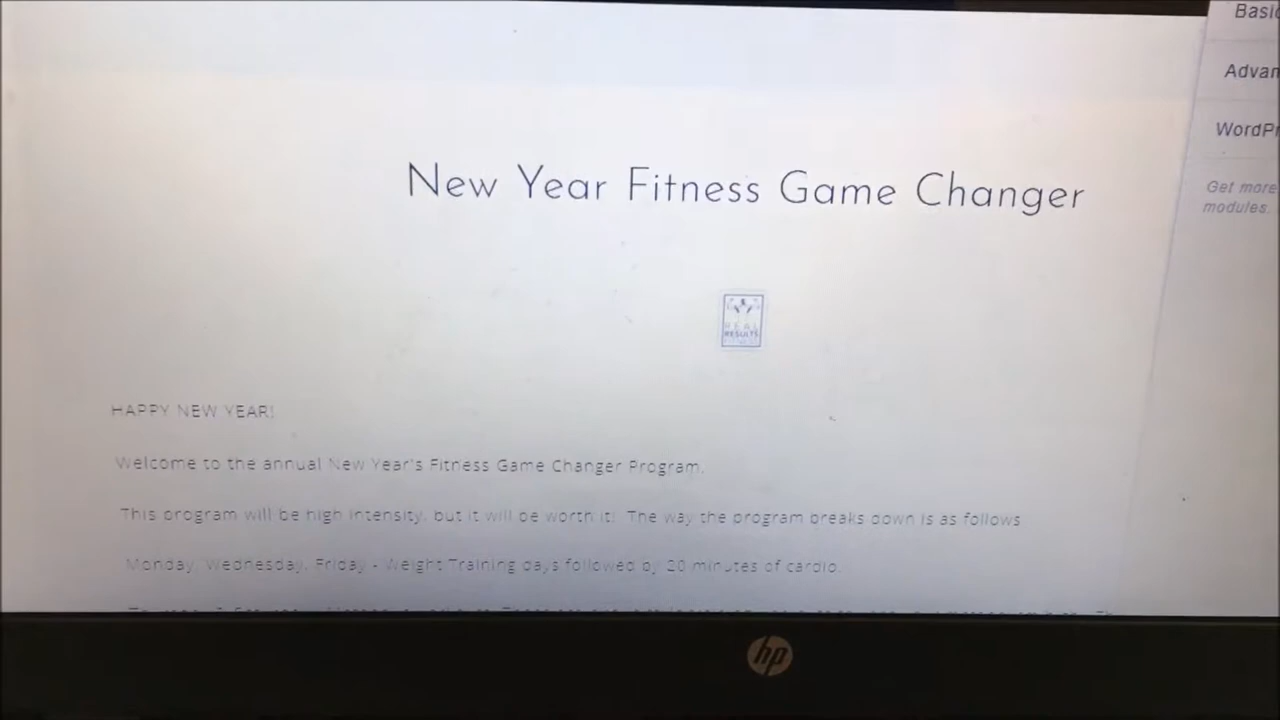 Basic
Advan
WordPr
Get more
modules.
New Year Fitness Game Changer
REAL
RESULTS
HAPPY NEW YEAR!
Welcome to the annual New Year's Fitness Game Changer Program.
This program will be high intensity, but it will be worth it! The way the program breaks down is as follows
Monday, Wednesday, Friday - Weight Training days followed by 20 minutes of cardio.
hp